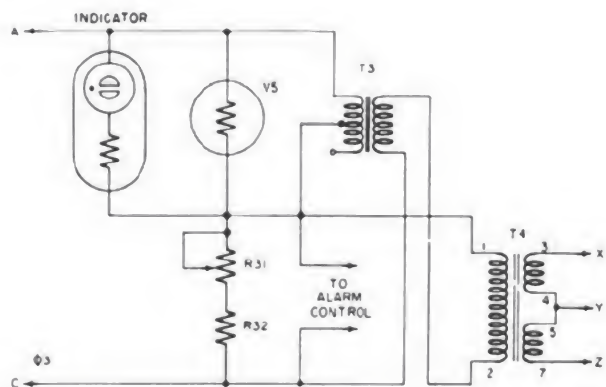 INDICATOR
A
T3
V5
1
T4
3
X
R31
TO
ALARM
CONTROL
4
Y
5
R32
Φ3
2
7
Z
C